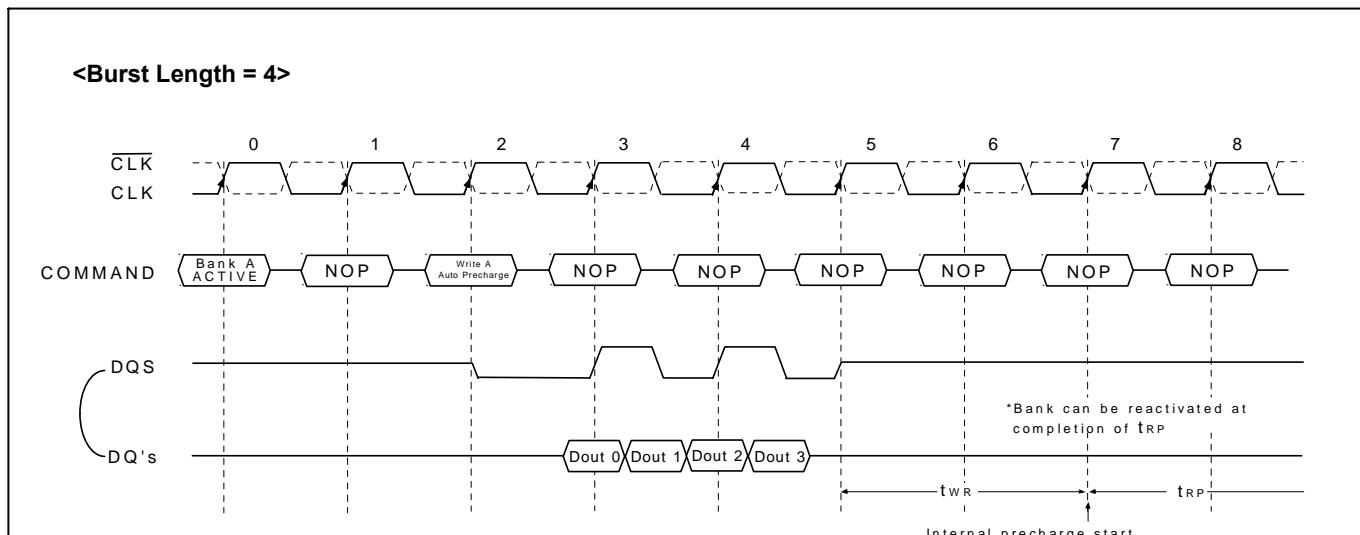 <Burst Length = 4>
0 1 2 3 4 5 6 7 8
CLK
CLK
COMMAND
Bank A
ACTIVE
NOP
Write A
Auto Precharge
NOP
NOP
NOP
NOP
NOP
NOP
DQS
*Bank can be reactivated at
completion of tRP
DQ's
Dout 0 Dout 1 Dout 2 Dout 3
tWR
tRP
Internal precharge start